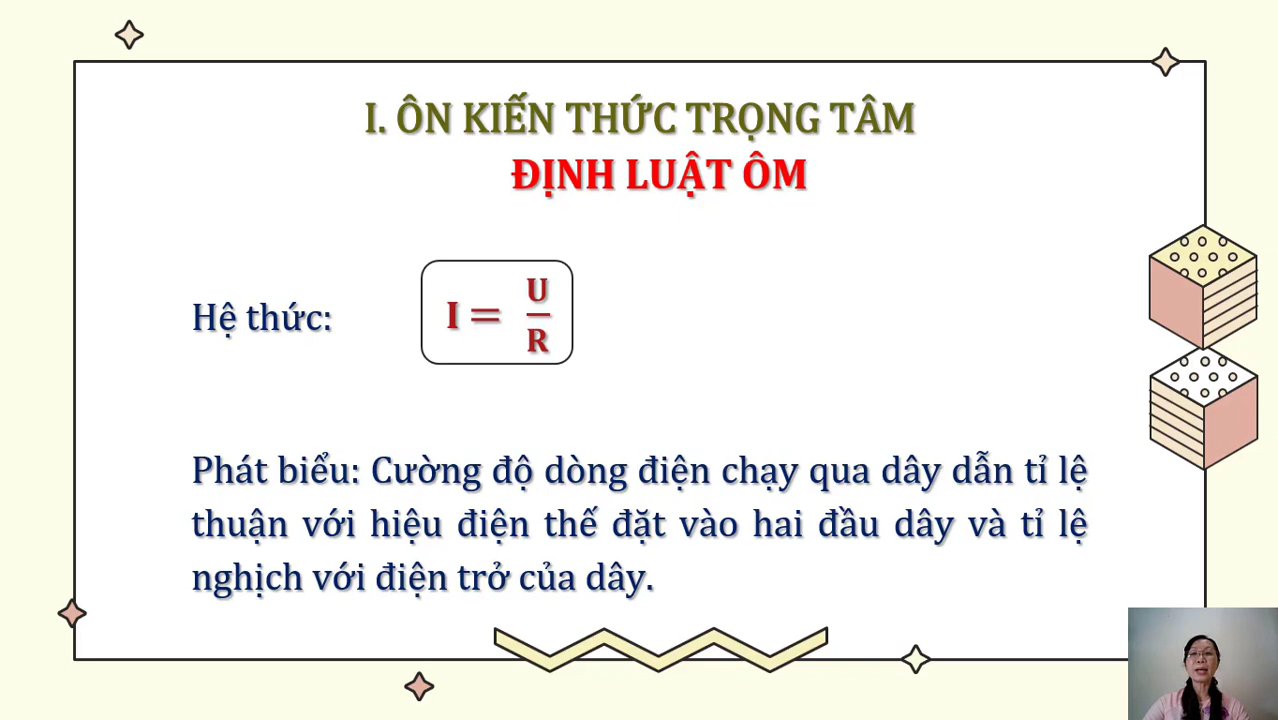 I. ÔN KIẾN THỨC TRỌNG TÂM
ĐỊNH LUẬT ÔM
Hệ thức: I = U/R
Phát biểu: Cường độ dòng điện chạy qua dây dẫn tỉ lệ
thuận với hiệu điện thế đặt vào hai đầu dây và tỉ lệ
nghịch với điện trở của dây.